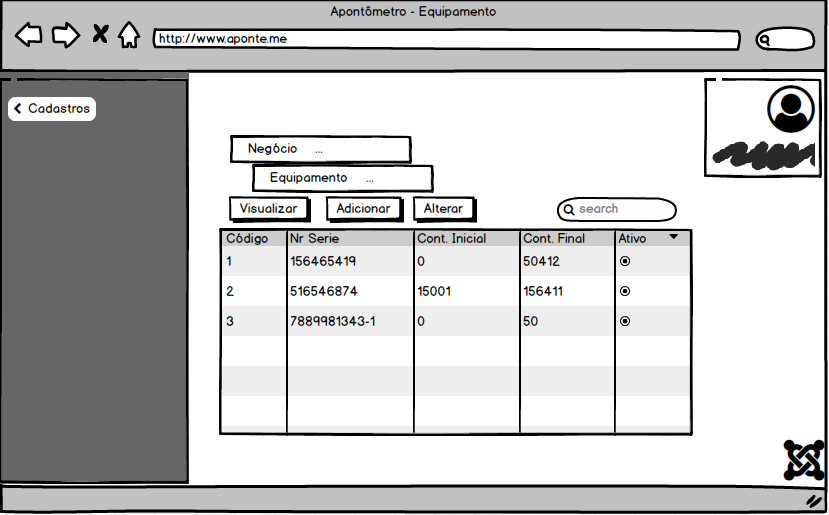 Apontômetro - Equipamento
http://www.aponte.me
Cadastros
Negócio ...
Equipamento ...
Visualizar Adicionar Alterar search
Código Nr Serie Cont. Inicial Cont. Final Ativo
1 156465419 0 50412
2 516546874 15001 156411
3 7889981343-1 0 50